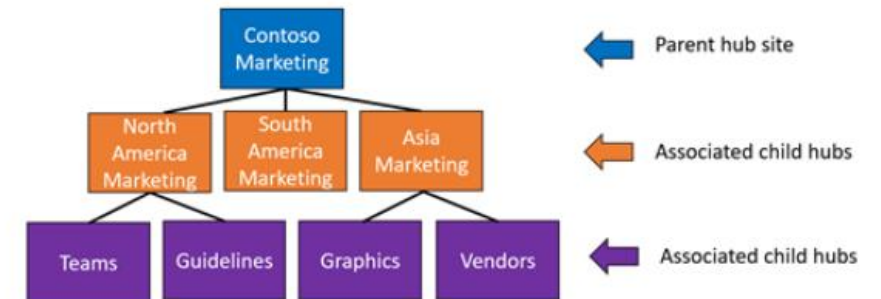 Contoso
Marketing
Parent hub site
North
America
Marketing
South
America
Marketing
Asia
Marketing
Associated child hubs
Teams
Guidelines
Graphics
Vendors
Associated child hubs